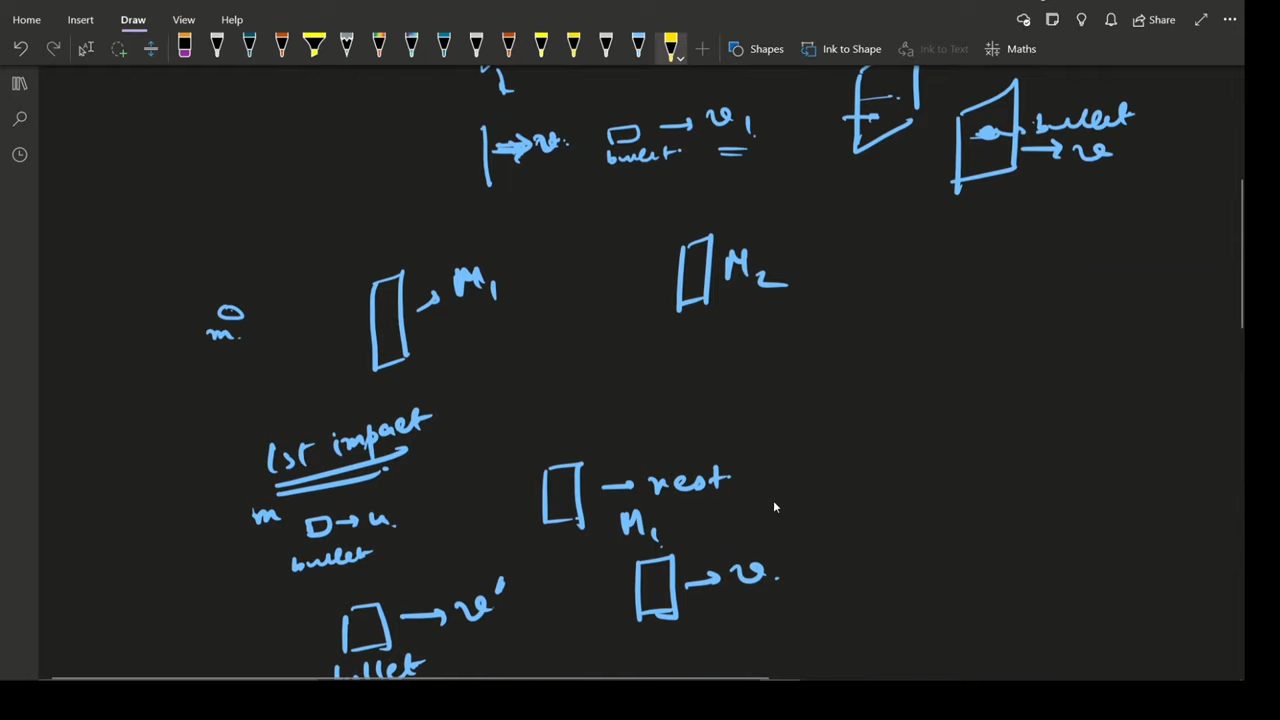 Home Insert Draw View Help Share
Shapes Ink to Shape Ink to Text Maths
v bullet → v1
bullet
v
M1
M2
m
1st impact
m
→ u
bullet
→ rest
M1
→ v
→ v'
bullet